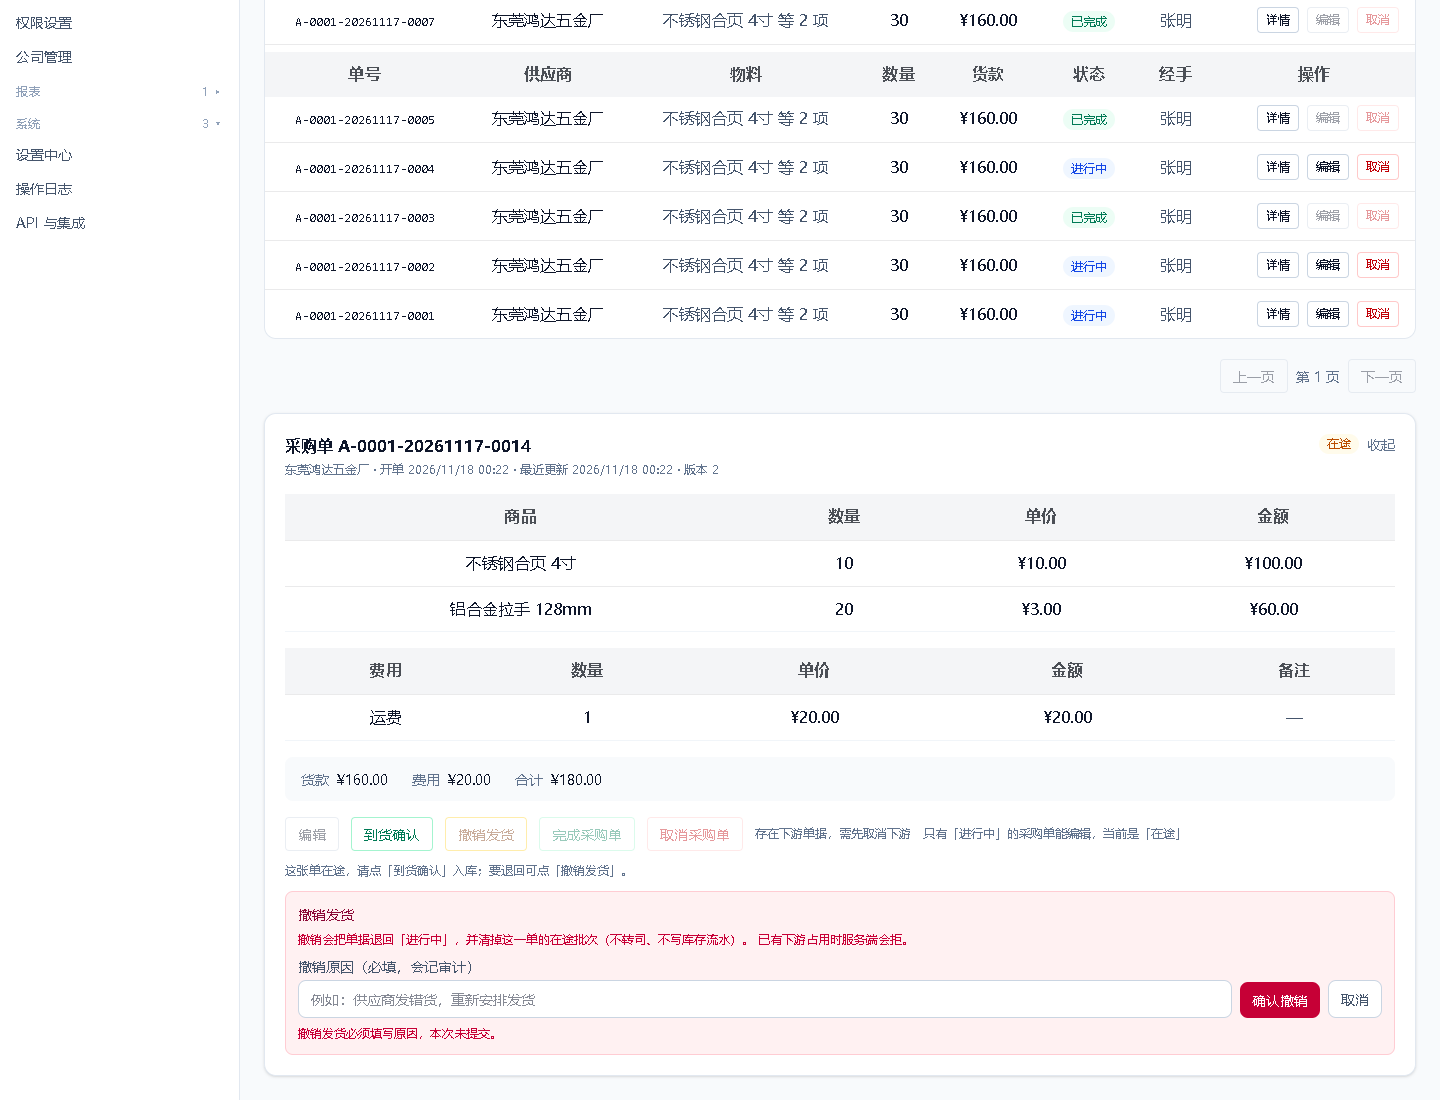 权限设置
公司管理
报表 1 ▸
系统 3 ▾
设置中心
操作日志
API 与集成
A-0001-20261117-0007 东莞鸿达五金厂 不锈钢合页 4寸 等 2 项 30 ¥160.00 已完成 张明 详情 编辑 取消
单号 供应商 物料 数量 货款 状态 经手 操作
A-0001-20261117-0005 东莞鸿达五金厂 不锈钢合页 4寸 等 2 项 30 ¥160.00 已完成 张明 详情 编辑 取消
A-0001-20261117-0004 东莞鸿达五金厂 不锈钢合页 4寸 等 2 项 30 ¥160.00 进行中 张明 详情 编辑 取消
A-0001-20261117-0003 东莞鸿达五金厂 不锈钢合页 4寸 等 2 项 30 ¥160.00 已完成 张明 详情 编辑 取消
A-0001-20261117-0002 东莞鸿达五金厂 不锈钢合页 4寸 等 2 项 30 ¥160.00 进行中 张明 详情 编辑 取消
A-0001-20261117-0001 东莞鸿达五金厂 不锈钢合页 4寸 等 2 项 30 ¥160.00 进行中 张明 详情 编辑 取消
上一页 第 1 页 下一页
采购单 A-0001-20261117-0014 在途 收起
东莞鸿达五金厂 · 开单 2026/11/18 00:22 · 最近更新 2026/11/18 00:22 · 版本 2
商品 数量 单价 金额
不锈钢合页 4寸 10 ¥10.00 ¥100.00
铝合金拉手 128mm 20 ¥3.00 ¥60.00
费用 数量 单价 金额 备注
运费 1 ¥20.00 ¥20.00 —
货款 ¥160.00 费用 ¥20.00 合计 ¥180.00
编辑 到货确认 撤销发货 完成采购单 取消采购单 存在下游单据，需先取消下游 只有「进行中」的采购单能编辑，当前是「在途」
这张单在途，请点「到货确认」入库；要退回可点「撤销发货」。
撤销发货
撤销会把单据退回「进行中」，并清掉这一单的在途批次（不转司、不写库存流水）。 已有下游占用时服务端会拒。
撤销原因（必填，会记审计）
例如：供应商发错货，重新安排发货 确认撤销 取消
撤销发货必须填写原因，本次未提交。